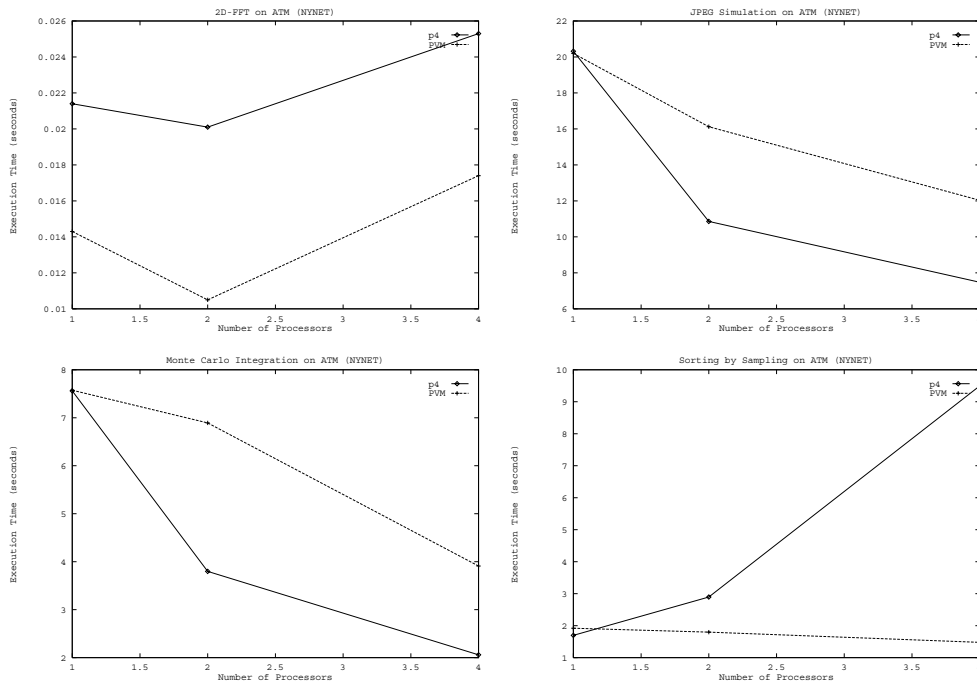 2D-FFT on ATM (NYNET)
0.026
0.024
0.022
0.02
0.018
0.016
0.014
0.012
0.01
Execution Time (seconds)
p4
PVM
1 1.5 2 2.5 3 3.5 4
Number of Processors
JPEG Simulation on ATM (NYNET)
22
20
18
16
14
12
10
8
6
Execution Time (seconds)
p4
PVM
1 1.5 2 2.5 3 3.5
Number of Processors
Monte Carlo Integration on ATM (NYNET)
8
7
6
5
4
3
2
Execution Time (seconds)
p4
PVM
1 1.5 2 2.5 3 3.5 4
Number of Processors
Sorting by Sampling on ATM (NYNET)
10
9
8
7
6
5
4
3
2
1
Execution Time (seconds)
p4
PVM
1 1.5 2 2.5 3 3.5
Number of Processors